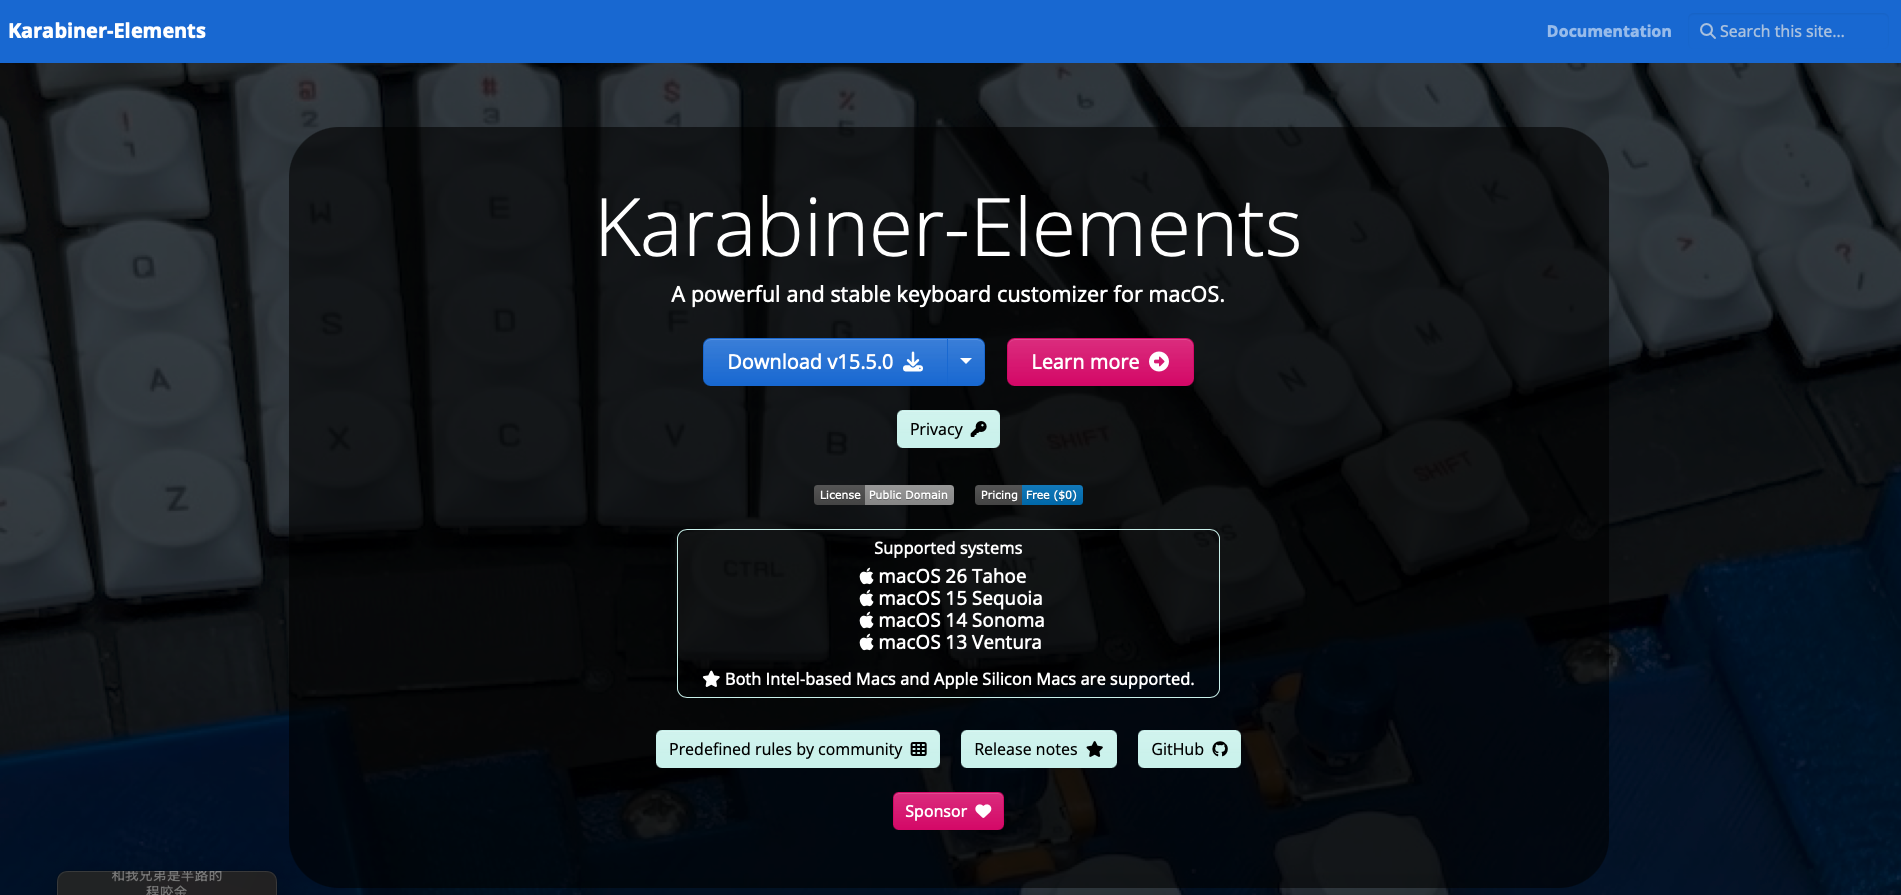 Karabiner-Elements
Documentation
Search this site...
Karabiner-Elements
A powerful and stable keyboard customizer for macOS.
Download v15.5.0
Learn more
Privacy
License Public Domain
Pricing Free ($0)
Supported systems
macOS 26 Tahoe
macOS 15 Sequoia
macOS 14 Sonoma
macOS 13 Ventura
Both Intel-based Macs and Apple Silicon Macs are supported.
Predefined rules by community
Release notes
GitHub
Sponsor
和我兄弟是半路的
程咬金